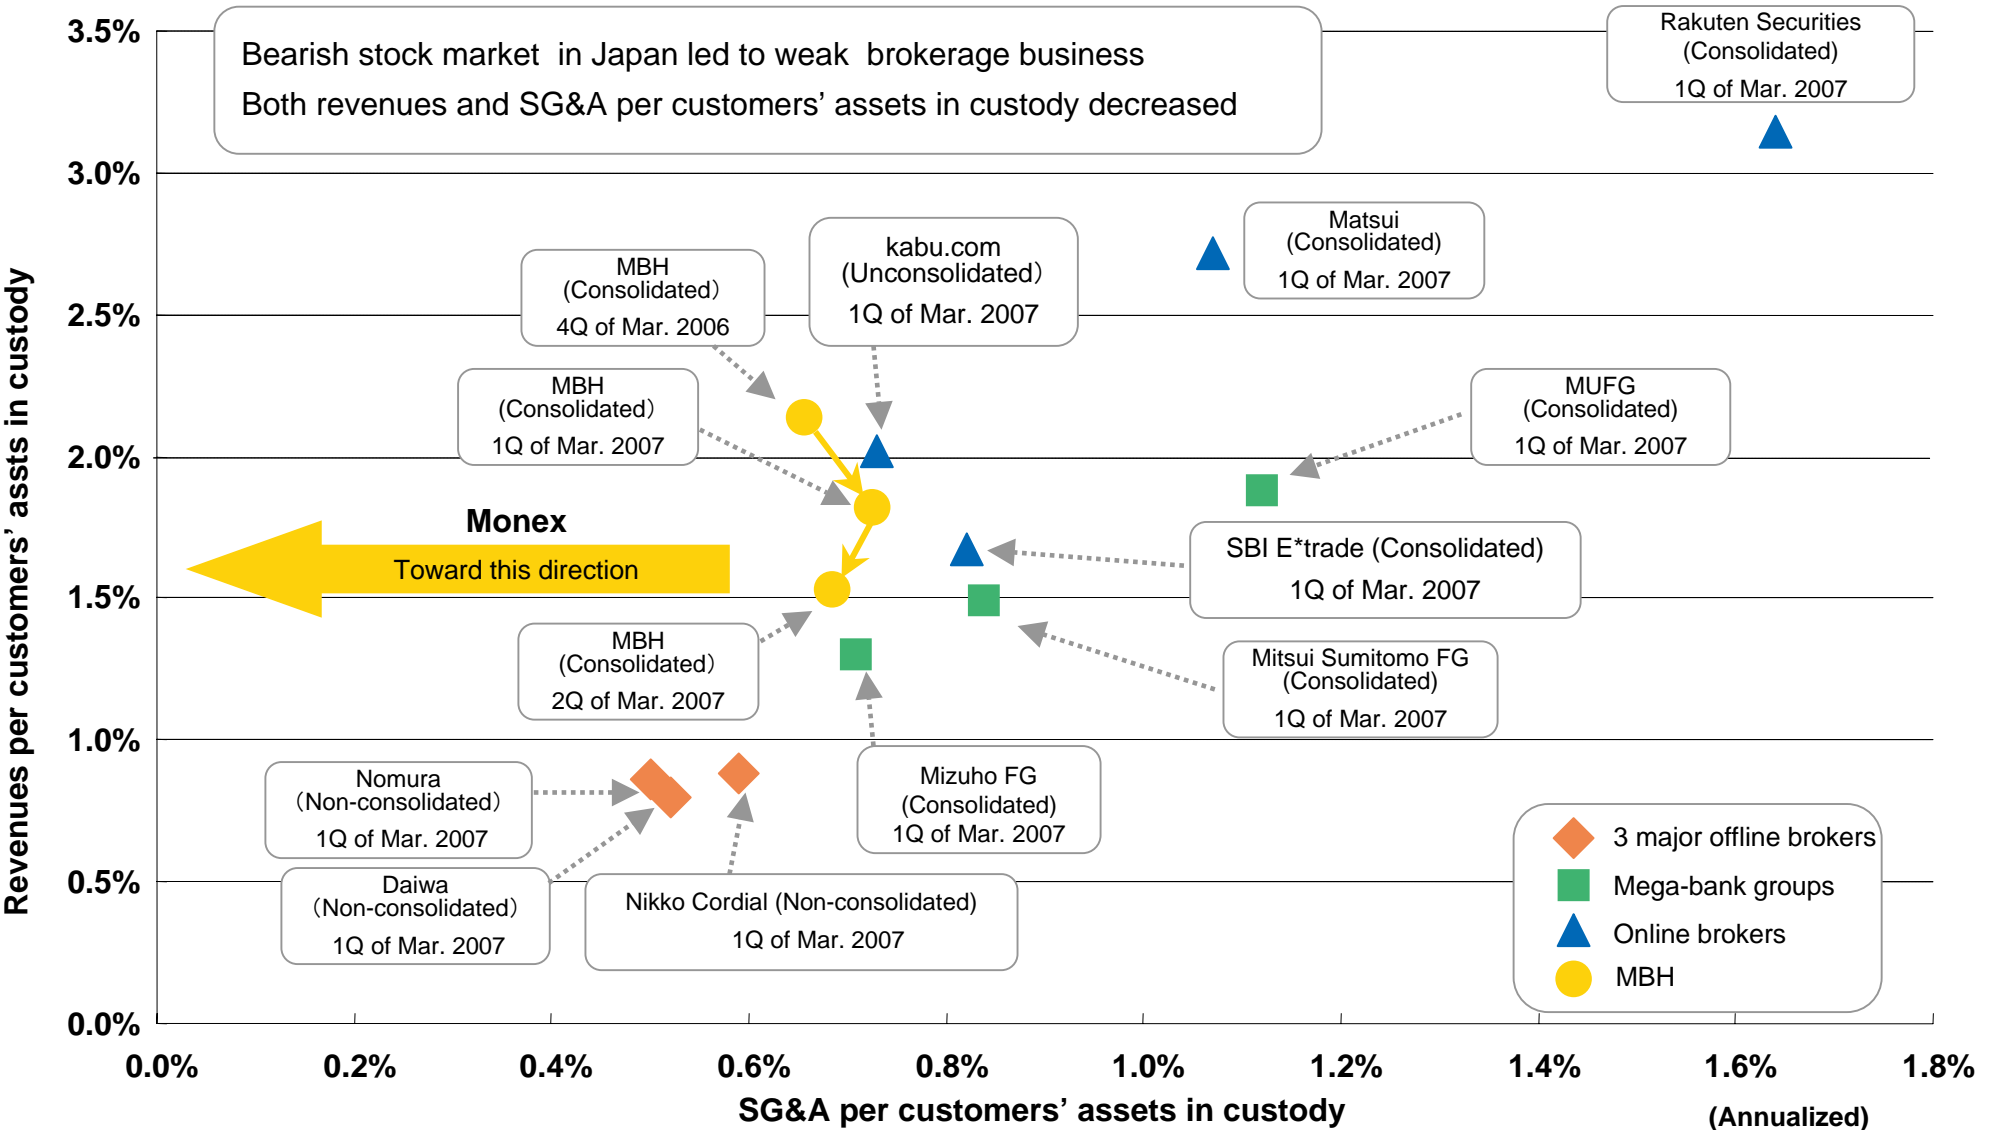 Bearish stock market in Japan led to weak brokerage business
Both revenues and SG&A per customers' assets in custody decreased
Rakuten Securities
(Consolidated)
1Q of Mar. 2007
Matsui
(Consolidated)
1Q of Mar. 2007
kabu.com
(Unconsolidated）
1Q of Mar. 2007
MBH
(Consolidated）
4Q of Mar. 2006
MBH
(Consolidated）
1Q of Mar. 2007
MUFG
(Consolidated)
1Q of Mar. 2007
Monex
Toward this direction
SBI E*trade (Consolidated)
1Q of Mar. 2007
MBH
(Consolidated）
2Q of Mar. 2007
Mitsui Sumitomo FG
(Consolidated)
1Q of Mar. 2007
Nomura
（Non-consolidated）
1Q of Mar. 2007
Mizuho FG
(Consolidated)
1Q of Mar. 2007
Daiwa
（Non-consolidated）
1Q of Mar. 2007
Nikko Cordial (Non-consolidated)
1Q of Mar. 2007
3 major offline brokers
Mega-bank groups
Online brokers
MBH
Revenues per customers' assts in custody
3.5%
3.0%
2.5%
2.0%
1.5%
1.0%
0.5%
0.0%
0.0% 0.2% 0.4% 0.6% 0.8% 1.0% 1.2% 1.4% 1.6% 1.8%
SG&A per customers' assets in custody
(Annualized)